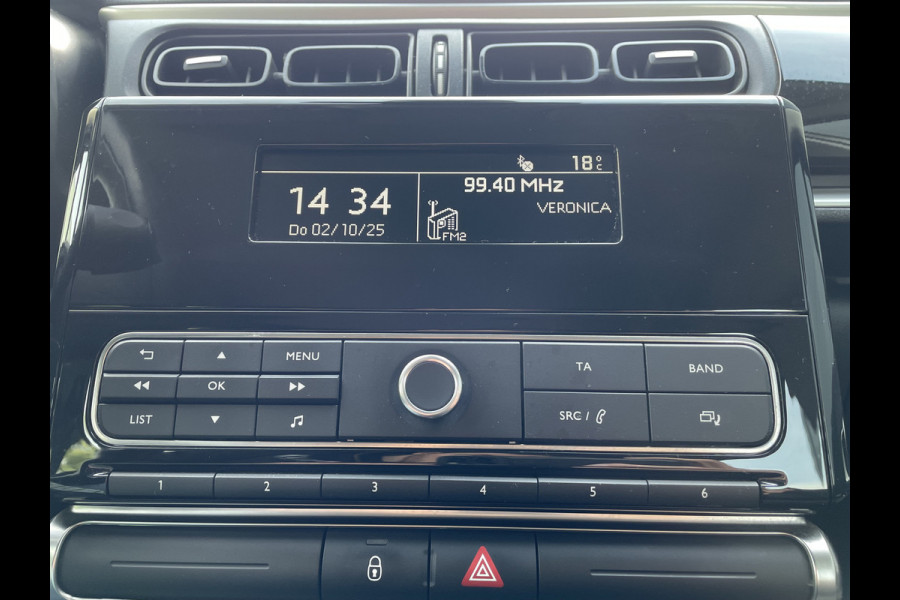 18°C
99.40 MHz
14 34
VERONICA
Do 02/10/25
FM2
MENU
TA
BAND
OK
LIST
SRC /
1 2 3 4 5 6